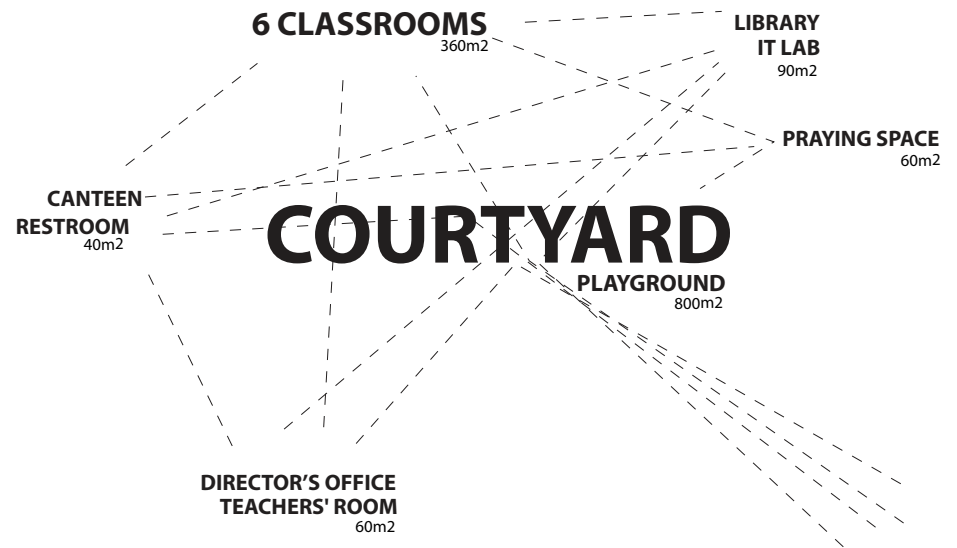 6 CLASSROOMS
360m2
LIBRARY
IT LAB
90m2
PRAYING SPACE
60m2
CANTEEN
RESTROOM
40m2
COURTYARD
PLAYGROUND
800m2
DIRECTOR'S OFFICE
TEACHERS' ROOM
60m2